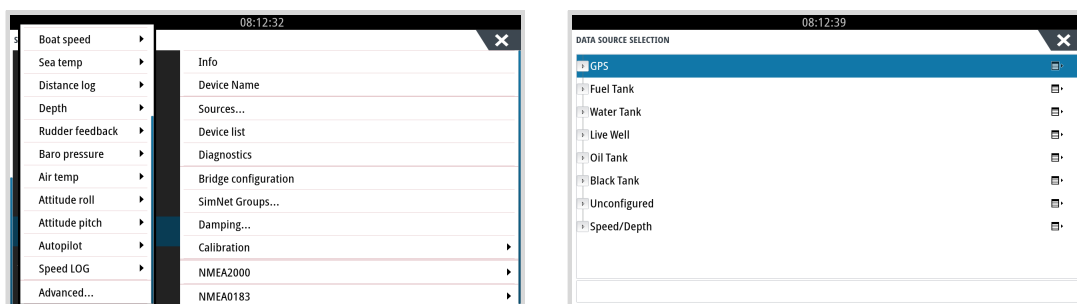 08:12:32
S
Boat speed
Sea temp
Distance log
Depth
Rudder feedback
Baro pressure
Air temp
Attitude roll
Attitude pitch
Autopilot
Speed LOG
Advanced...
Info
Device Name
Sources...
Device list
Diagnostics
Bridge configuration
SimNet Groups...
Damping...
Calibration
NMEA2000
NMEA0183
08:12:39
DATA SOURCE SELECTION
GPS
Fuel Tank
Water Tank
Live Well
Oil Tank
Black Tank
Unconfigured
Speed/Depth